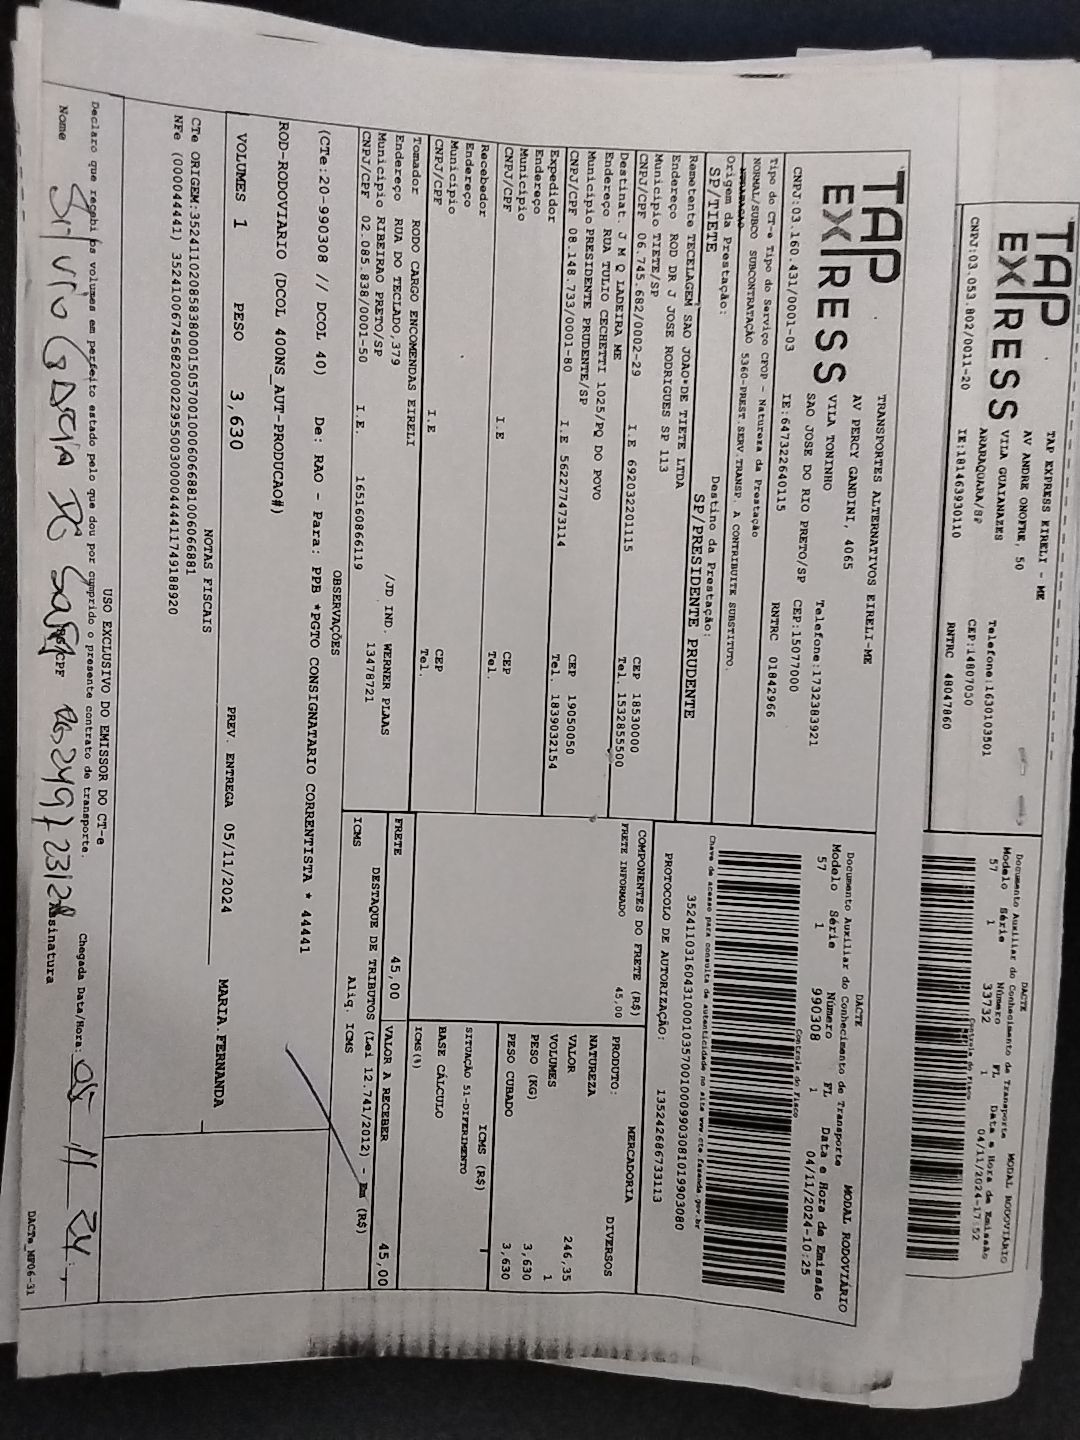 TAP EXPRESS
TAP EXPRESS EIRELI - ME
AV ANDRE ONOFRE, 50
VILA GUAIANAZES
ARARAQUARA/SP
CNPJ:03.053.802/0011-20
IE:181463930110
Telefone:1630103501
CEP:14807050
RNTRC 48047860
DACTE MODAL RODOVIÁRIO
Documento Auxiliar do Conhecimento de Transporte
Modelo Série Número FL Data e Hora de Emissão
57 1 33732 1 04/11/2024-17:52
Controle do Fisco
TAP EXPRESS
TRANSPORTES ALTERNATIVOS EIRELI-ME
AV PERCY GANDINI, 4065
VILA TONINHO
SAO JOSE DO RIO PRETO/SP
Telefone:1732383921
CEP:15077000
CNPJ:03.160.431/0001-03
IE:647322640115
RNTRC 01842966
DACTE MODAL RODOVIÁRIO
Documento Auxiliar do Conhecimento de Transporte
Modelo Série Número FL Data e Hora de Emissão
57 1 990308 1 04/11/2024-10:25
Controle do Fisco
Tipo do CT-e Tipo do Serviço CFOP - Natureza da Prestação
NORMAL/SUBCO SUBCONTRATAÇÃO 5360-PREST.SERV.TRANSP. A CONTRIBUITE SUBSTITUTO.
Chave de acesso para consulta de autenticidade no site www.cte.fazenda.gov.br
Origem da Prestação:
SP/TIETE
Destino da Prestação:
SP/PRESIDENTE PRUDENTE
PROTOCOLO DE AUTORIZAÇÃO: 135242686733113
Remetente TECELAGEM SAO JOAO*DE TIETE LTDA
Endereço ROD DR J JOSE RODRIGUES SP 113
Município TIETE/SP CEP 18530000
CNPJ/CPF 06.745.682/0002-29 I.E 692032201115 Tel. 1532855500
Destinat. J M Q LADEIRA ME
Endereço RUA TULIO CECHETTI 1025/PQ DO POVO
Município PRESIDENTE PRUDENTE/SP CEP 19050050
CNPJ/CPF 08.148.733/0001-80 I.E 562277473114 Tel. 1839032154
Expedidor
Endereço
Município CEP
CNPJ/CPF I.E Tel.
Recebedor
Endereço
Município CEP
CNPJ/CPF I.E Tel.
Tomador RODO CARGO ENCOMENDAS EIRELI
Endereço RUA DO TECLADO,379 /JD IND. WERNER PLAAS
Município RIBEIRAO PRETO/SP 13478721
CNPJ/CPF 02.085.838/0001-50 I.E. 165160866119
COMPONENTES DO FRETE (R$)
FRETE INFORMADO 45,00
MERCADORIA
PRODUTO: DIVERSOS
NATUREZA
VALOR 246,35
VOLUMES 1
PESO (KG) 3,630
PESO CUBADO 3,630
ICMS (R$)
SITUAÇÃO 51-DIFERIMENTO
BASE CÁLCULO
ICMS(%)
FRETE 45,00 VALOR A RECEBER 45,00
DESTAQUE DE TRIBUTOS (Lei 12.741/2012) - Em (R$)
ICMS Aliq. ICMS
OBSERVAÇÕES
(CTe:20-990308 // DCOL 40) De: RAO - Para: PPB *PGTO CONSIGNATARIO CORRENTISTA * 44441
ROD-RODOVIARIO (DCOL 400NS_AUT-PRODUCAO#)
VOLUMES 1 PESO 3,630 PREV. ENTREGA 05/11/2024 MARIA.FERNANDA
NOTAS FISCAIS
USO EXCLUSIVO DO EMISSOR DO CT-e
Declaro que recebi os volumes em perfeito estado pelo que dou por cumprido o presente contrato de transporte.
Nome Silvio RG/CPF Assinatura
Chegada Data/Hora: 05 11 24
DACTe_MP06-31